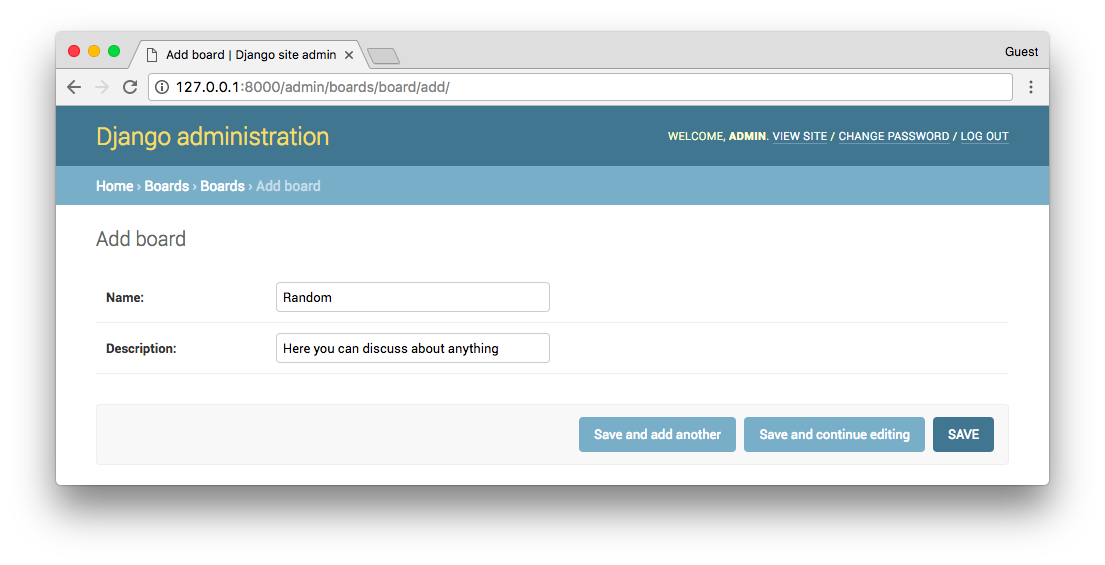 Add board | Django site admin
Guest
127.0.0.1:8000/admin/boards/board/add/
Django administration
WELCOME, ADMIN. VIEW SITE / CHANGE PASSWORD / LOG OUT
Home › Boards › Boards › Add board
Add board
Name: Random
Description: Here you can discuss about anything
Save and add another Save and continue editing SAVE